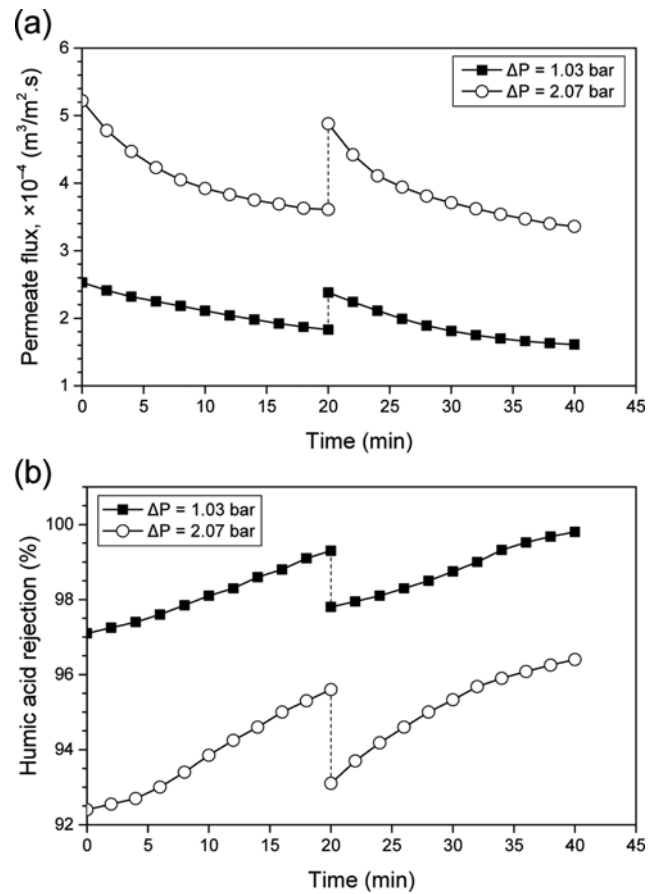 (a)
6
5
4
3
2
1
Permeate flux, ×10⁻⁴ (m³/m².s)
ΔP = 1.03 bar
ΔP = 2.07 bar
0 5 10 15 20 25 30 35 40 45
Time (min)
(b)
100
98
96
94
92
Humic acid rejection (%)
ΔP = 1.03 bar
ΔP = 2.07 bar
0 5 10 15 20 25 30 35 40 45
Time (min)